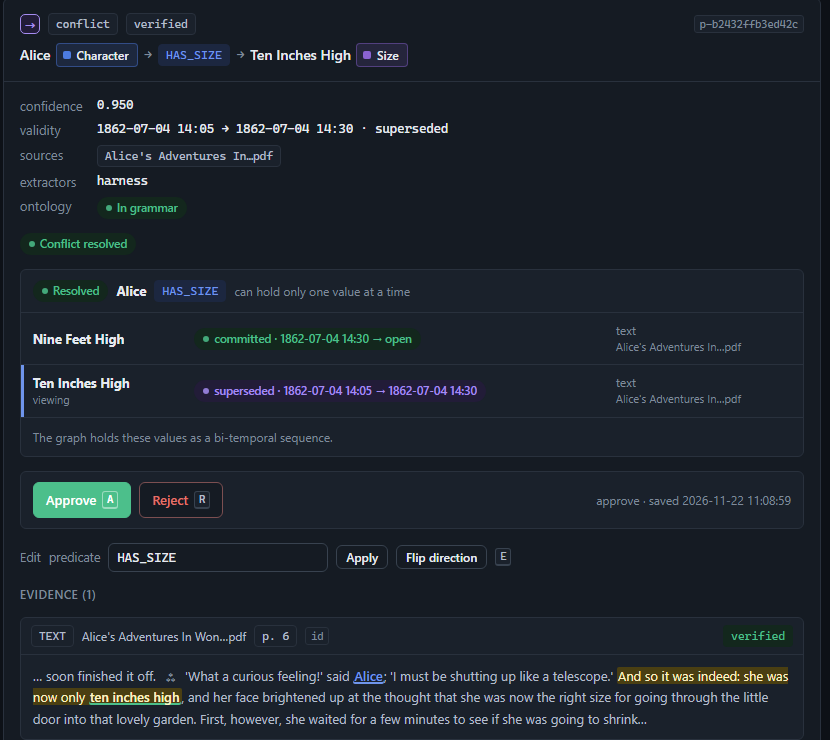 → conflict verified p-b2432ffb3ed42c
Alice Character → HAS_SIZE → Ten Inches High Size
confidence 0.950
validity 1862-07-04 14:05 → 1862-07-04 14:30 · superseded
sources Alice's Adventures In…pdf
extractors harness
ontology In grammar
Conflict resolved
Resolved Alice HAS_SIZE can hold only one value at a time
Nine Feet High committed · 1862-07-04 14:30 → open text
Alice's Adventures In…pdf
Ten Inches High superseded · 1862-07-04 14:05 → 1862-07-04 14:30 text
viewing Alice's Adventures In…pdf
The graph holds these values as a bi-temporal sequence.
Approve A Reject R approve · saved 2026-11-22 11:08:59
Edit predicate HAS_SIZE Apply Flip direction E
EVIDENCE (1)
TEXT Alice's Adventures In Won…pdf p. 6 id verified
... soon finished it off. 'What a curious feeling!' said Alice; 'I must be shutting up like a telescope.' And so it was indeed: she was
now only ten inches high, and her face brightened up at the thought that she was now the right size for going through the little
door into that lovely garden. First, however, she waited for a few minutes to see if she was going to shrink...